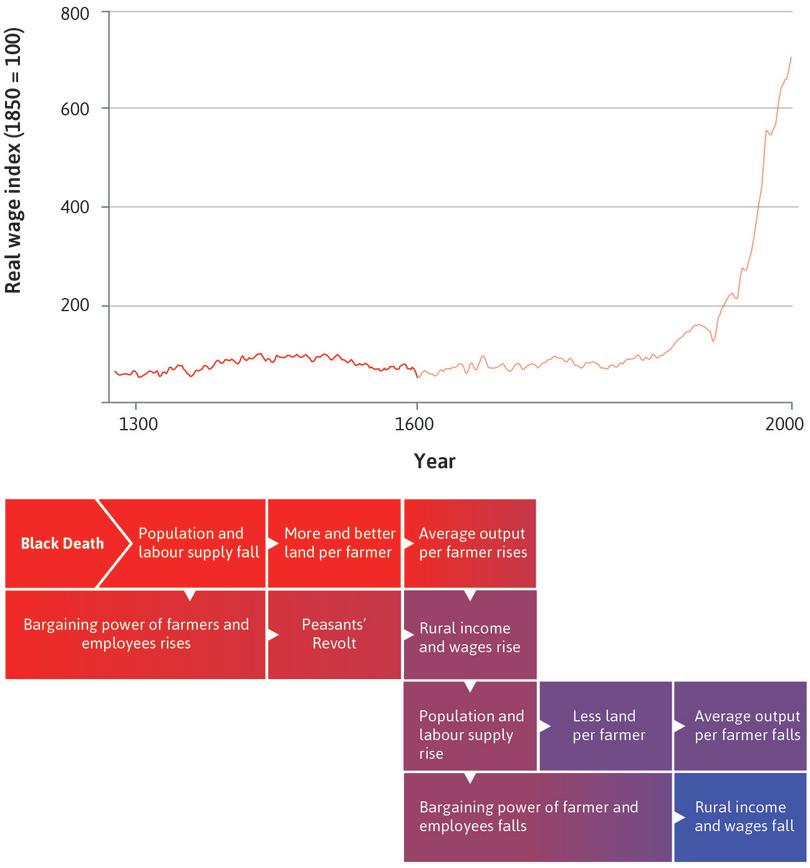 Real wage index (1850 = 100)
800
600
400
200
1300
1600
2000
Year
Black Death
Population and
labour supply fall
More and better
land per farmer
Average output
per farmer rises
Bargaining power of farmers and
employees rises
Peasants’
Revolt
Rural income
and wages rise
Population and
labour supply
rise
Less land
per farmer
Average output
per farmer falls
Bargaining power of farmer and
employees falls
Rural income
and wages fall